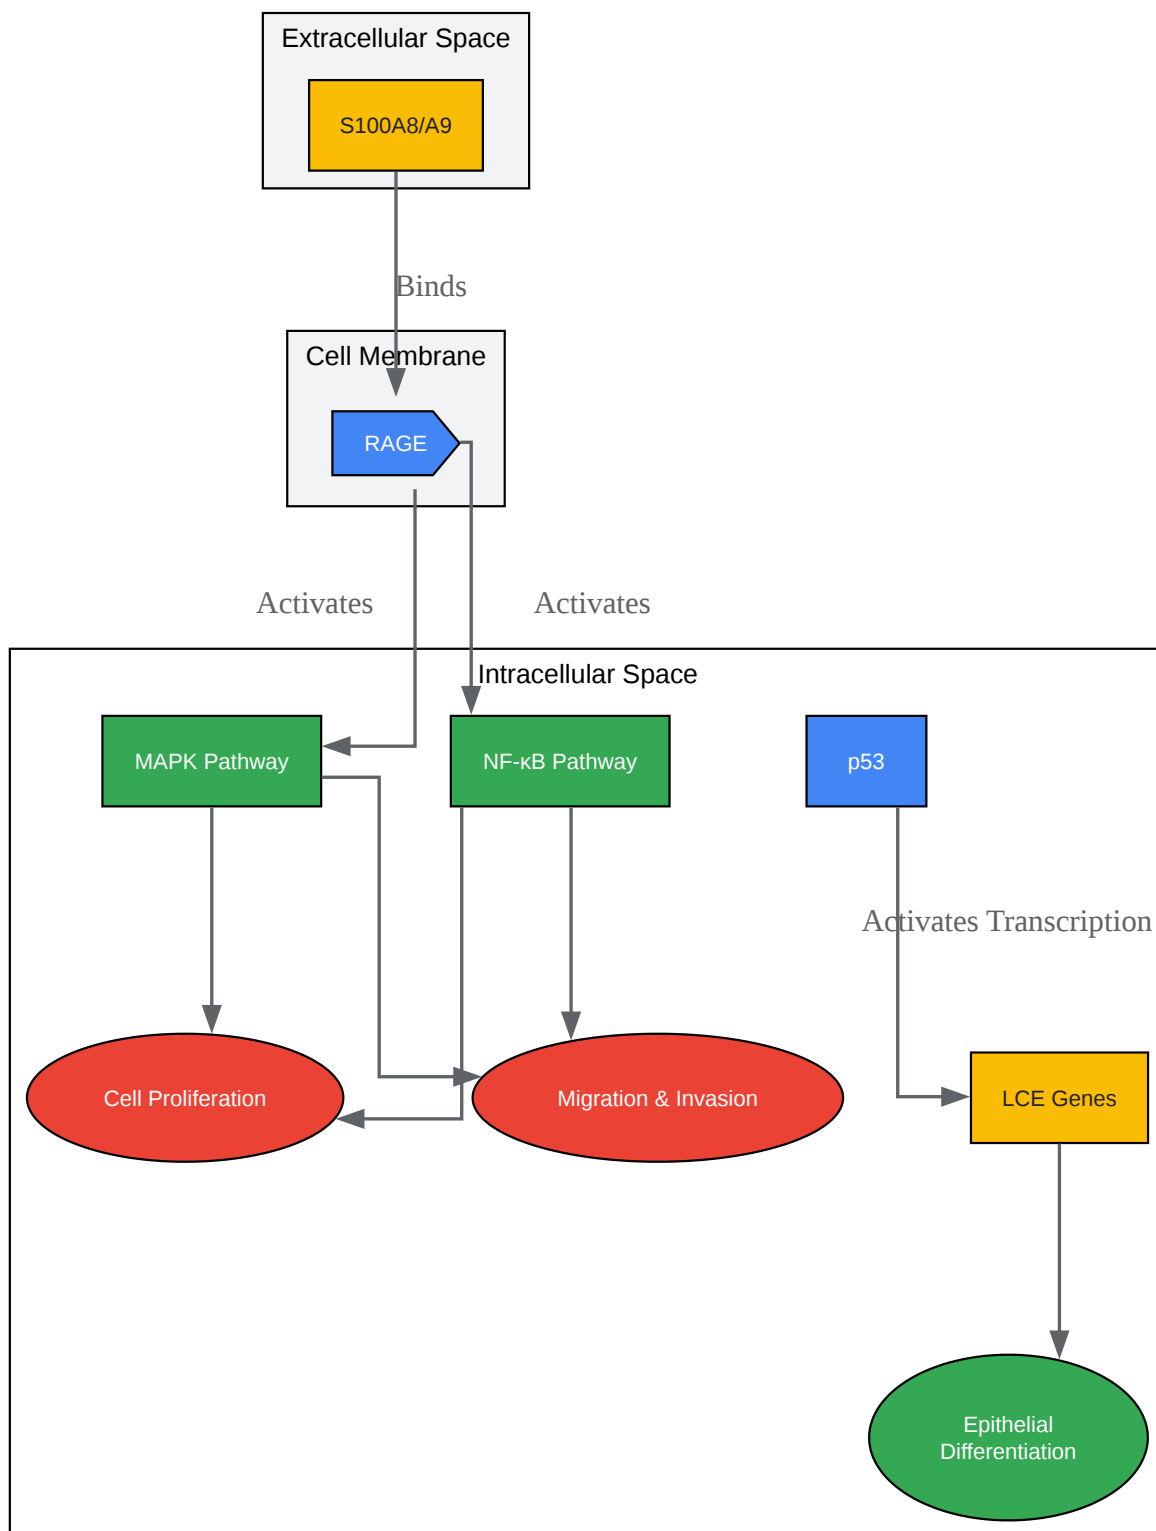 Extracellular Space
S100A8/A9
Binds
Cell Membrane
RAGE
Activates
Activates
Intracellular Space
MAPK Pathway
NF-κB Pathway
p53
Activates Transcription
Cell Proliferation
Migration & Invasion
LCE Genes
Epithelial
Differentiation